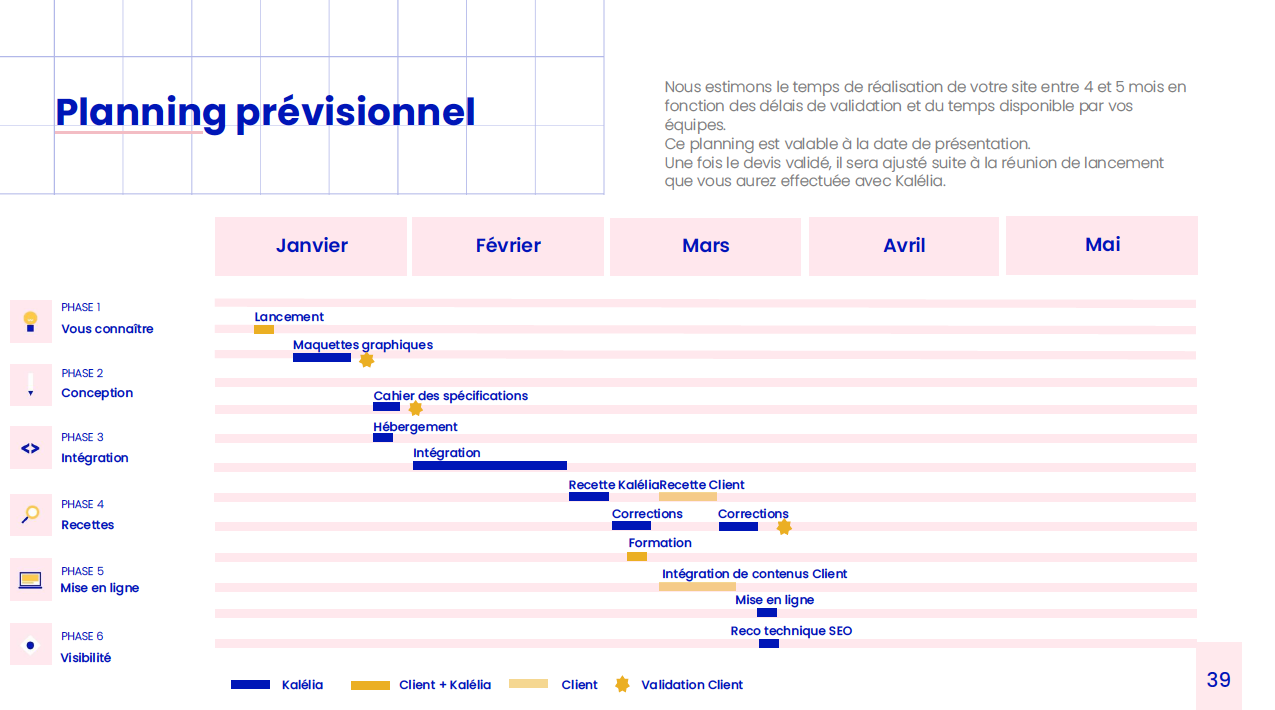 Planning prévisionnel
Nous estimons le temps de réalisation de votre site entre 4 et 5 mois en
fonction des délais de validation et du temps disponible par vos
équipes.
Ce planning est valable à la date de présentation.
Une fois le devis validé, il sera ajusté suite à la réunion de lancement
que vous aurez effectuée avec Kalélia.
Janvier
Février
Mars
Avril
Mai
PHASE 1
Vous connaître
PHASE 2
Conception
PHASE 3
Intégration
PHASE 4
Recettes
PHASE 5
Mise en ligne
PHASE 6
Visibilité
Lancement
Maquettes graphiques
Cahier des spécifications
Hébergement
Intégration
Recette Kalélia
Recette Client
Corrections
Corrections
Formation
Intégration de contenus Client
Mise en ligne
Reco technique SEO
Kalélia
Client + Kalélia
Client
Validation Client
39